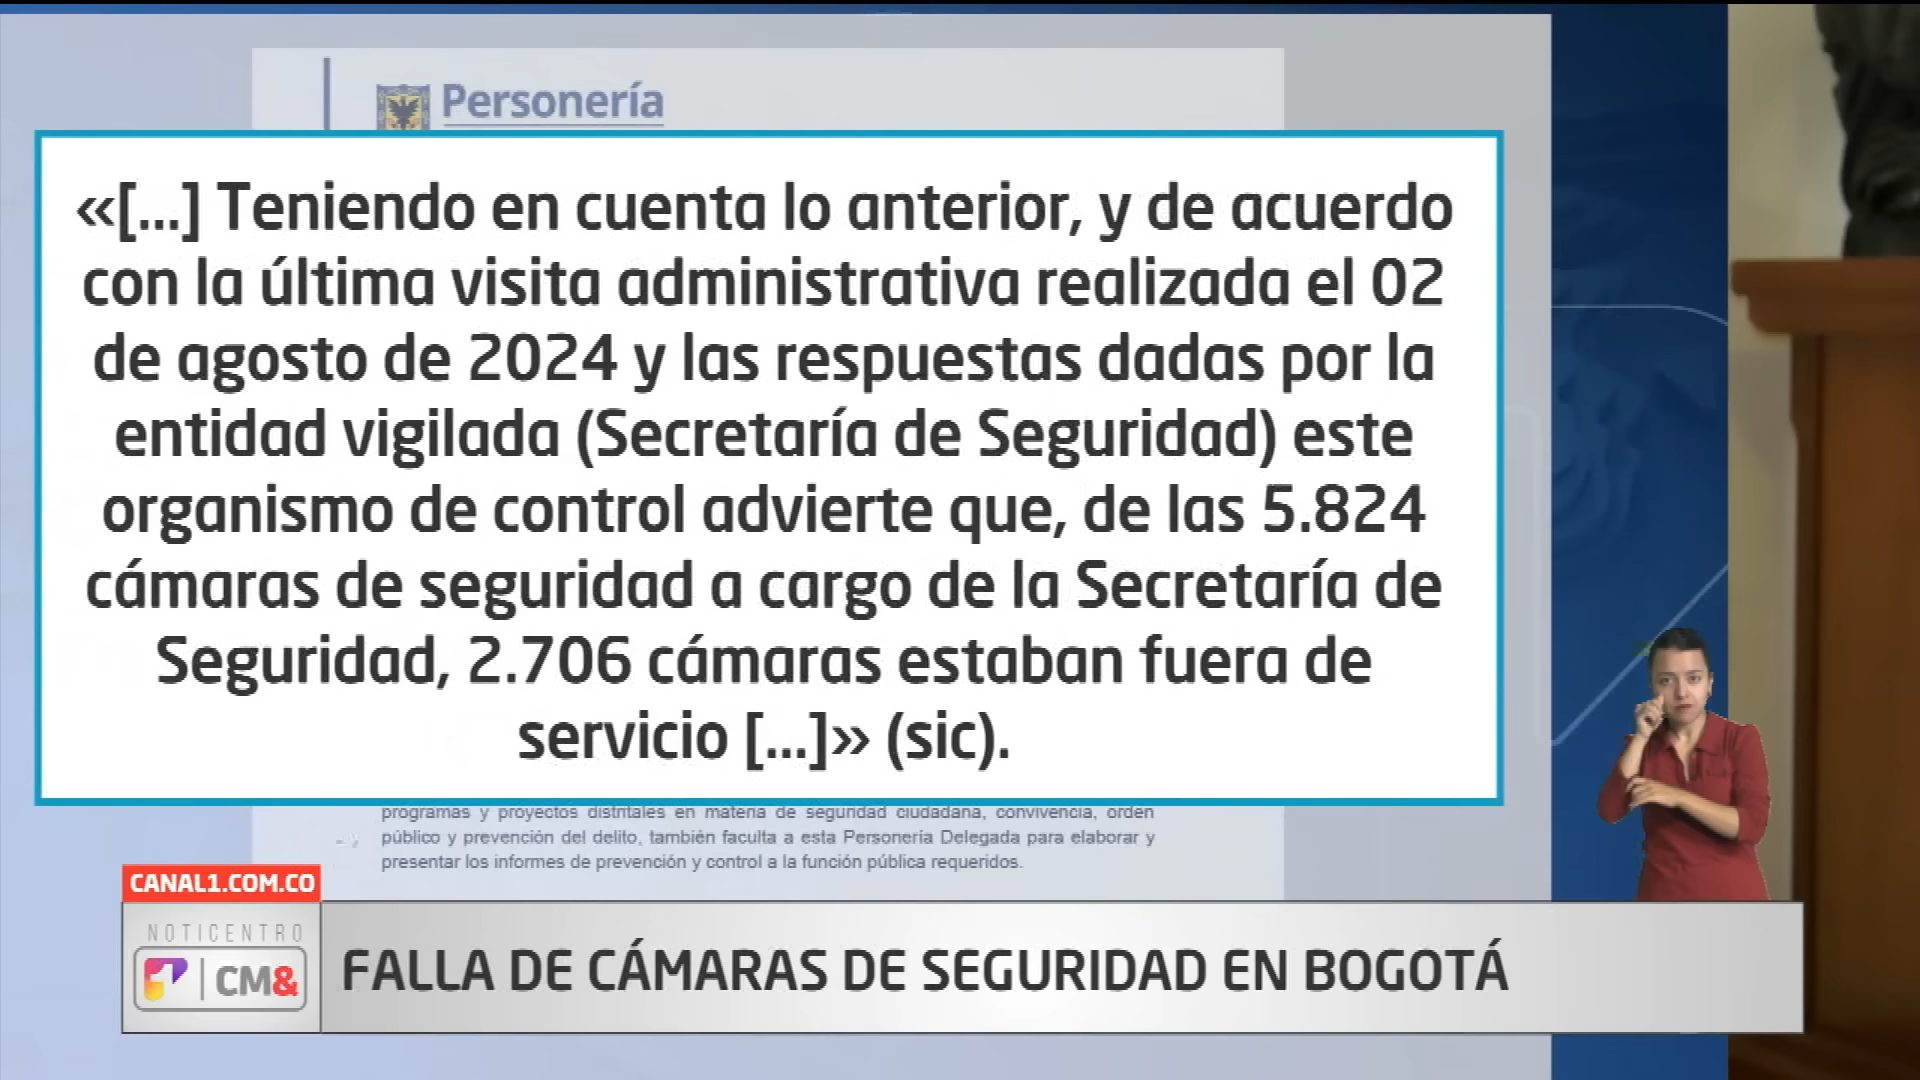 Personería
«[...] Teniendo en cuenta lo anterior, y de acuerdo
con la última visita administrativa realizada el 02
de agosto de 2024 y las respuestas dadas por la
entidad vigilada (Secretaría de Seguridad) este
organismo de control advierte que, de las 5.824
cámaras de seguridad a cargo de la Secretaría de
Seguridad, 2.706 cámaras estaban fuera de
servicio [...]» (sic).
programas y proyectos distritales en materia de seguridad ciudadana, convivencia, orden
público y prevención del delito, también faculta a esta Personería Delegada para elaborar y
presentar los informes de prevención y control a la función pública requeridos.
CANAL1.COM.CO
NOTICENTRO
1 | CM&
FALLA DE CÁMARAS DE SEGURIDAD EN BOGOTÁ